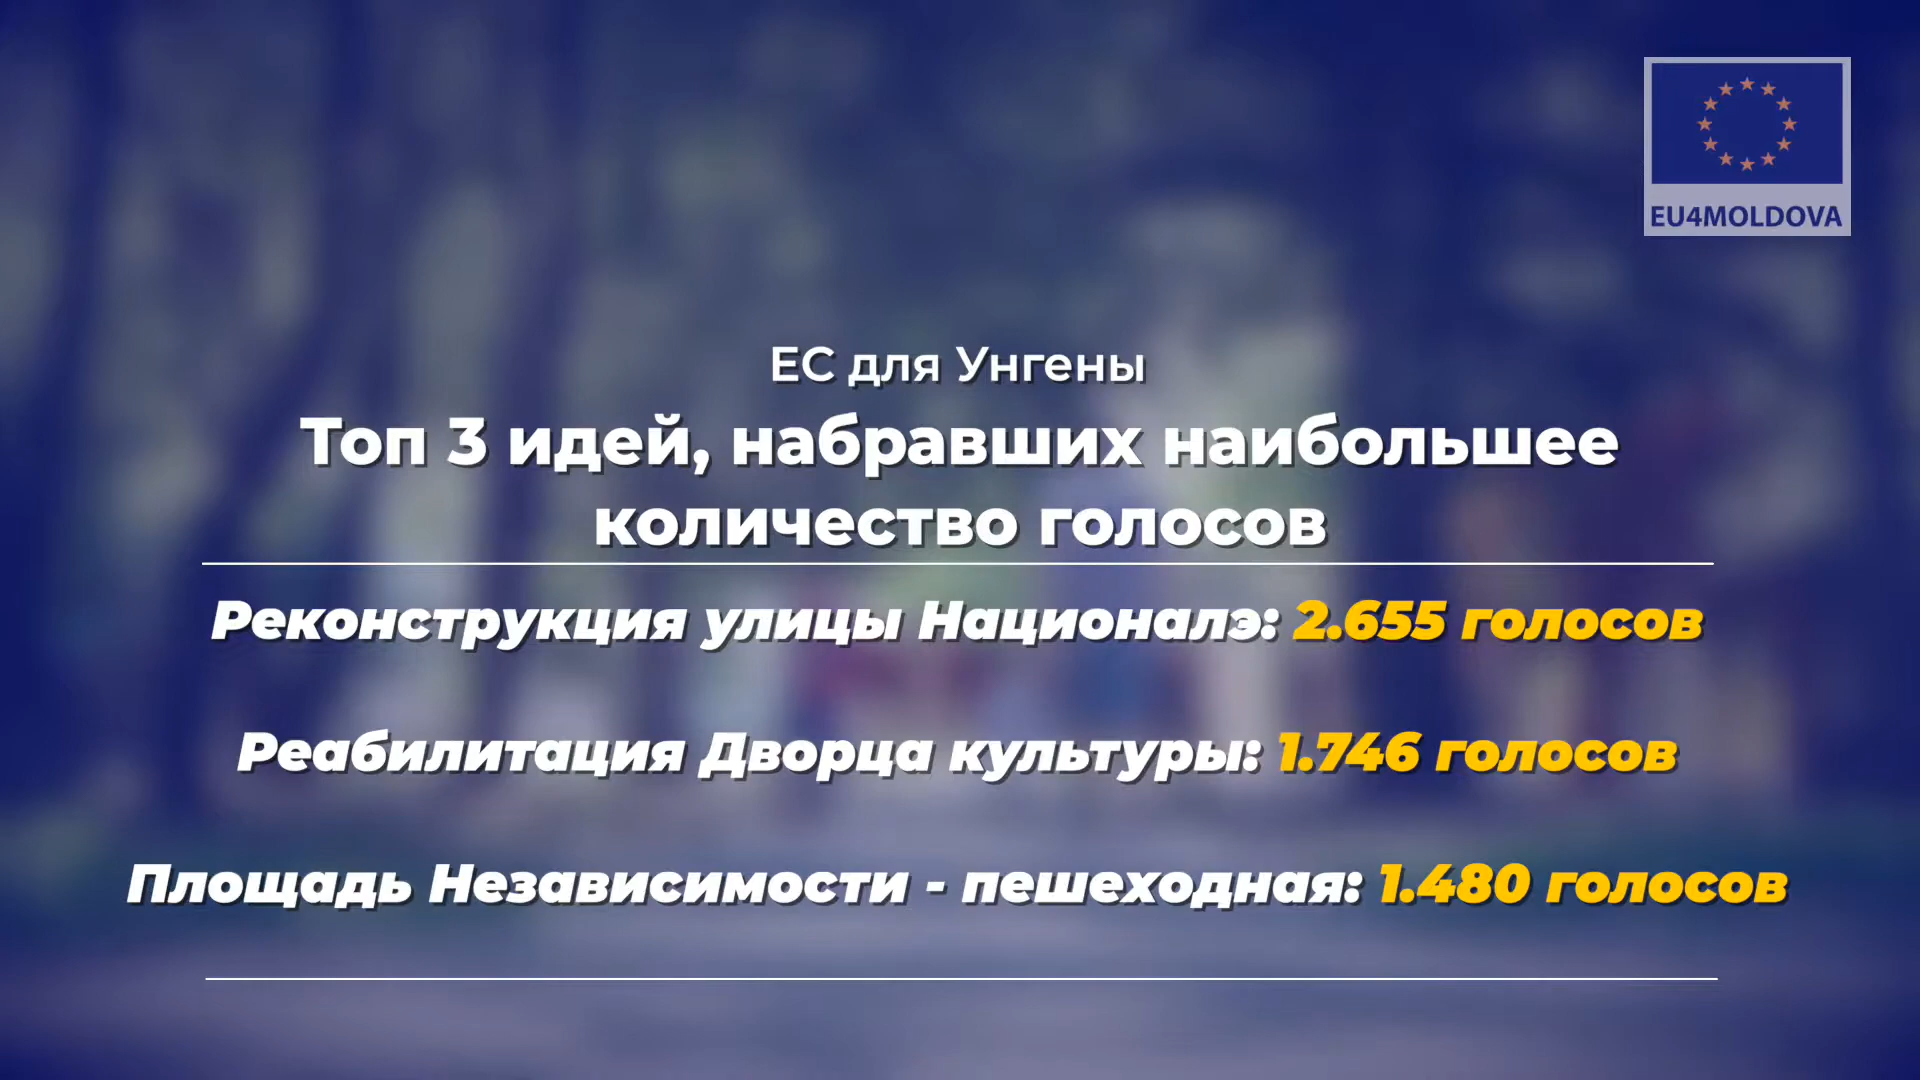 EU4MOLDOVA
ЕС для Унгены
Топ 3 идей, набравших наибольшее
количество голосов
Реконструкция улицы Националэ: 2.655 голосов
Реабилитация Дворца культуры: 1.746 голосов
Площадь Независимости - пешеходная: 1.480 голосов